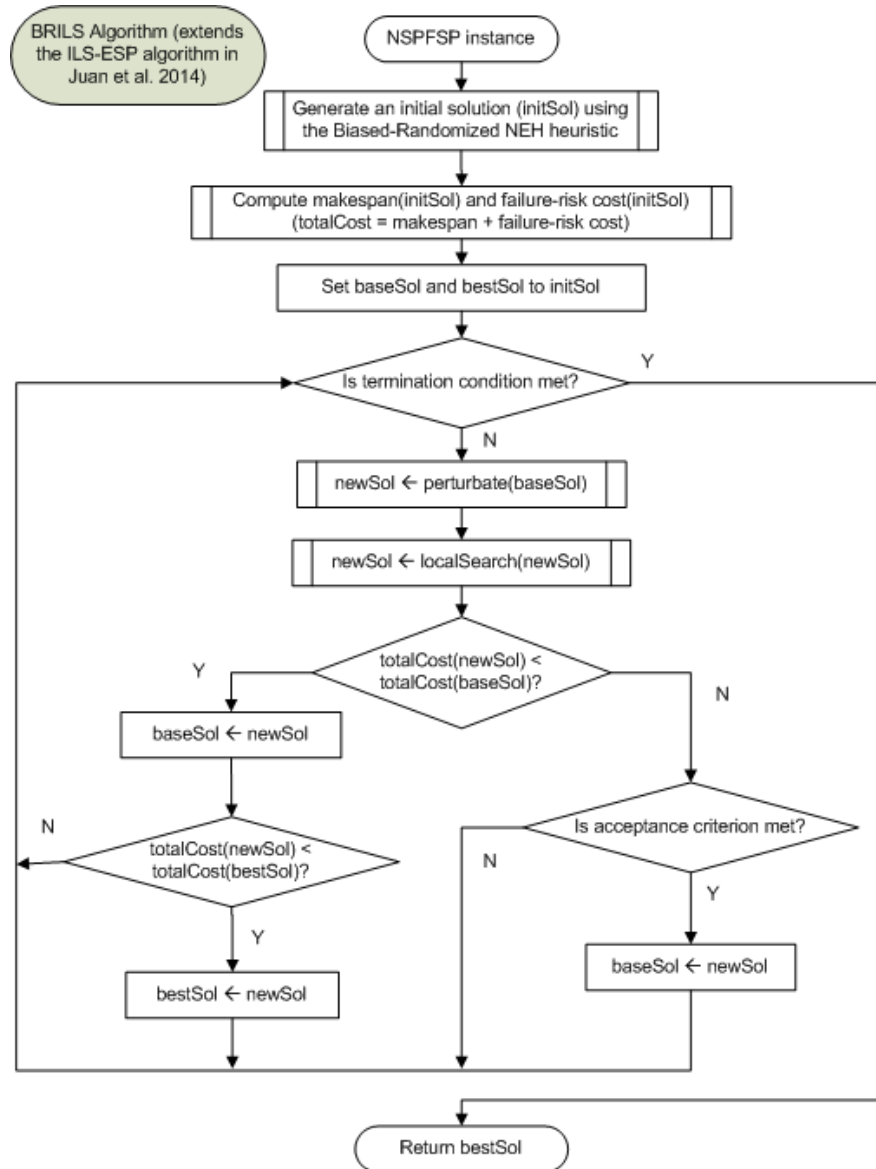 BRILS Algorithm (extends
the ILS-ESP algorithm in
Juan et al. 2014)
NSPFSP instance
Generate an initial solution (initSol) using
the Biased-Randomized NEH heuristic
Compute makespan(initSol) and failure-risk cost(initSol)
(totalCost = makespan + failure-risk cost)
Set baseSol and bestSol to initSol
Is termination condition met?
Y
N
newSol ← perturbate(baseSol)
newSol ← localSearch(newSol)
totalCost(newSol) <
totalCost(baseSol)?
Y
N
baseSol ← newSol
totalCost(newSol) <
totalCost(bestSol)?
N
Y
bestSol ← newSol
Is acceptance criterion met?
N
Y
baseSol ← newSol
Return bestSol